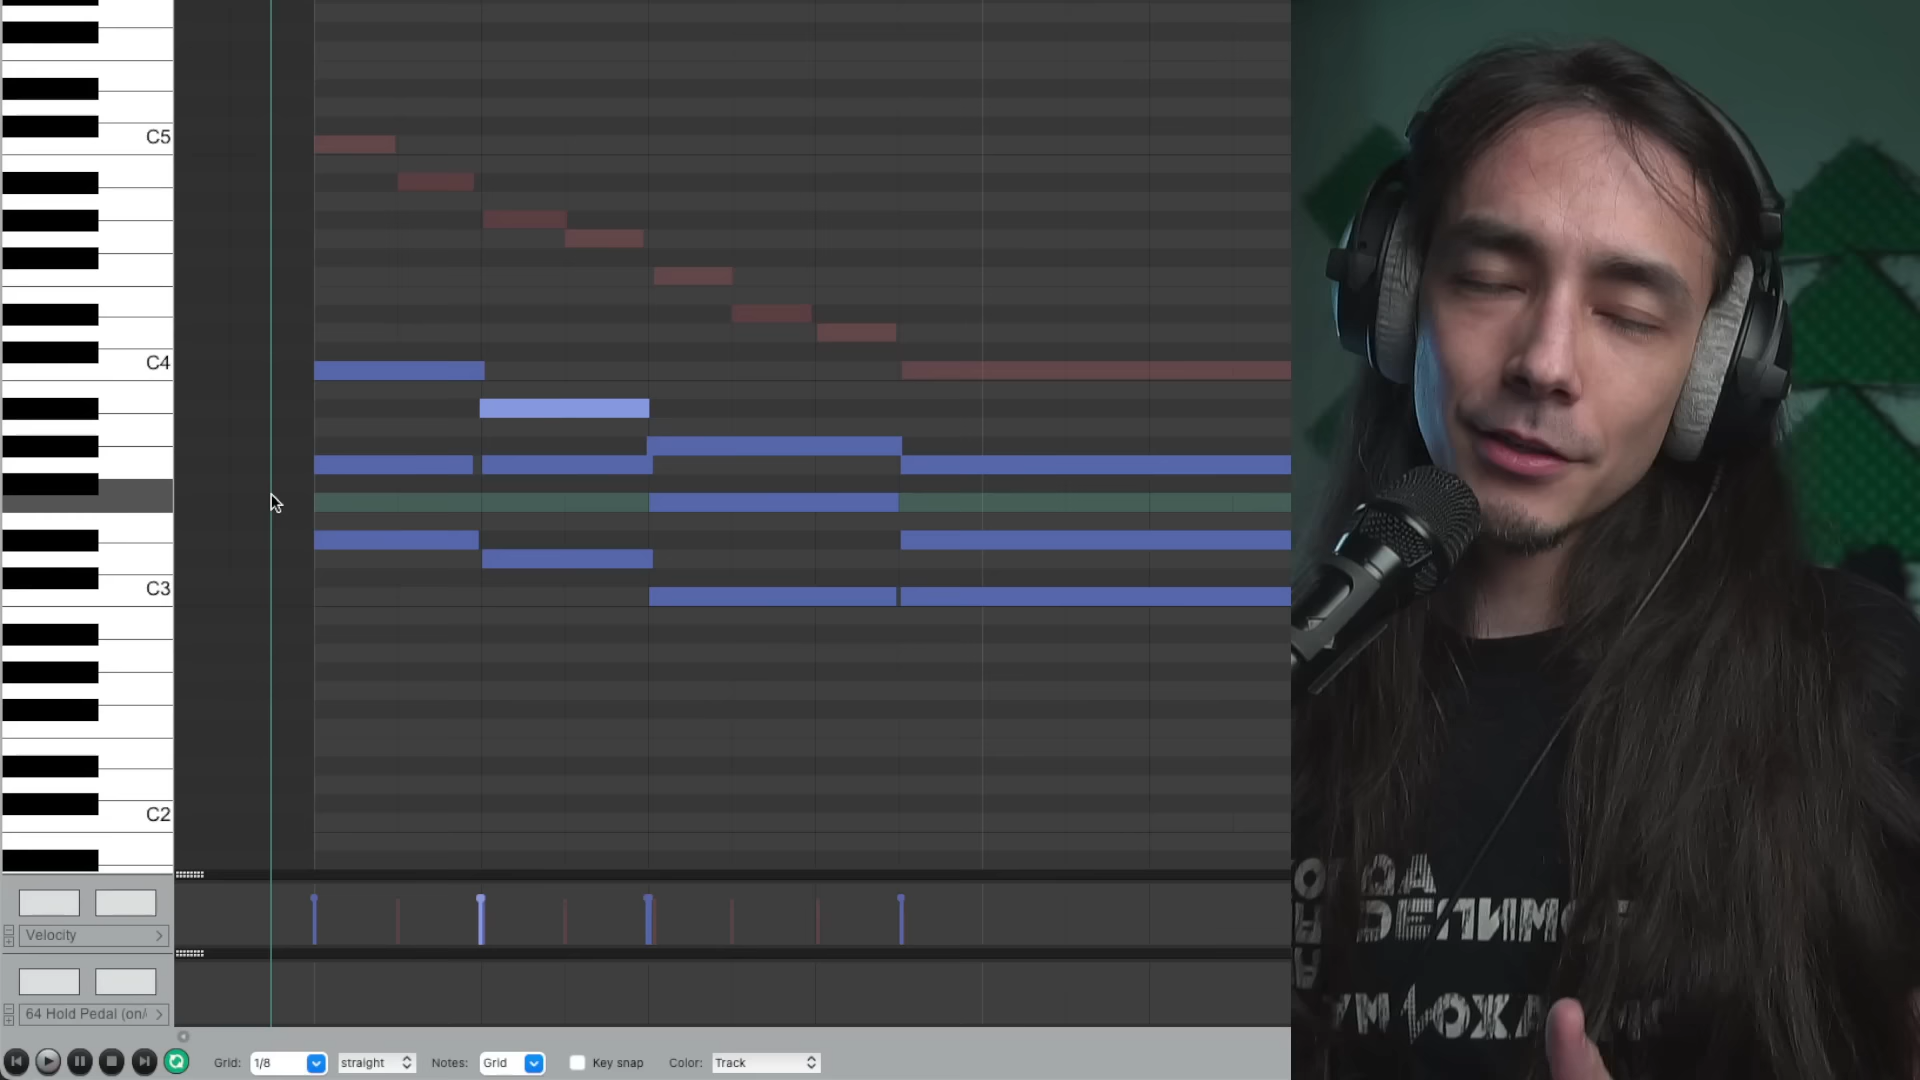 C5
C4
C3
C2
Velocity
64 Hold Pedal (on/
Grid: 1/8 straight Notes: Grid Key snap Color: Track